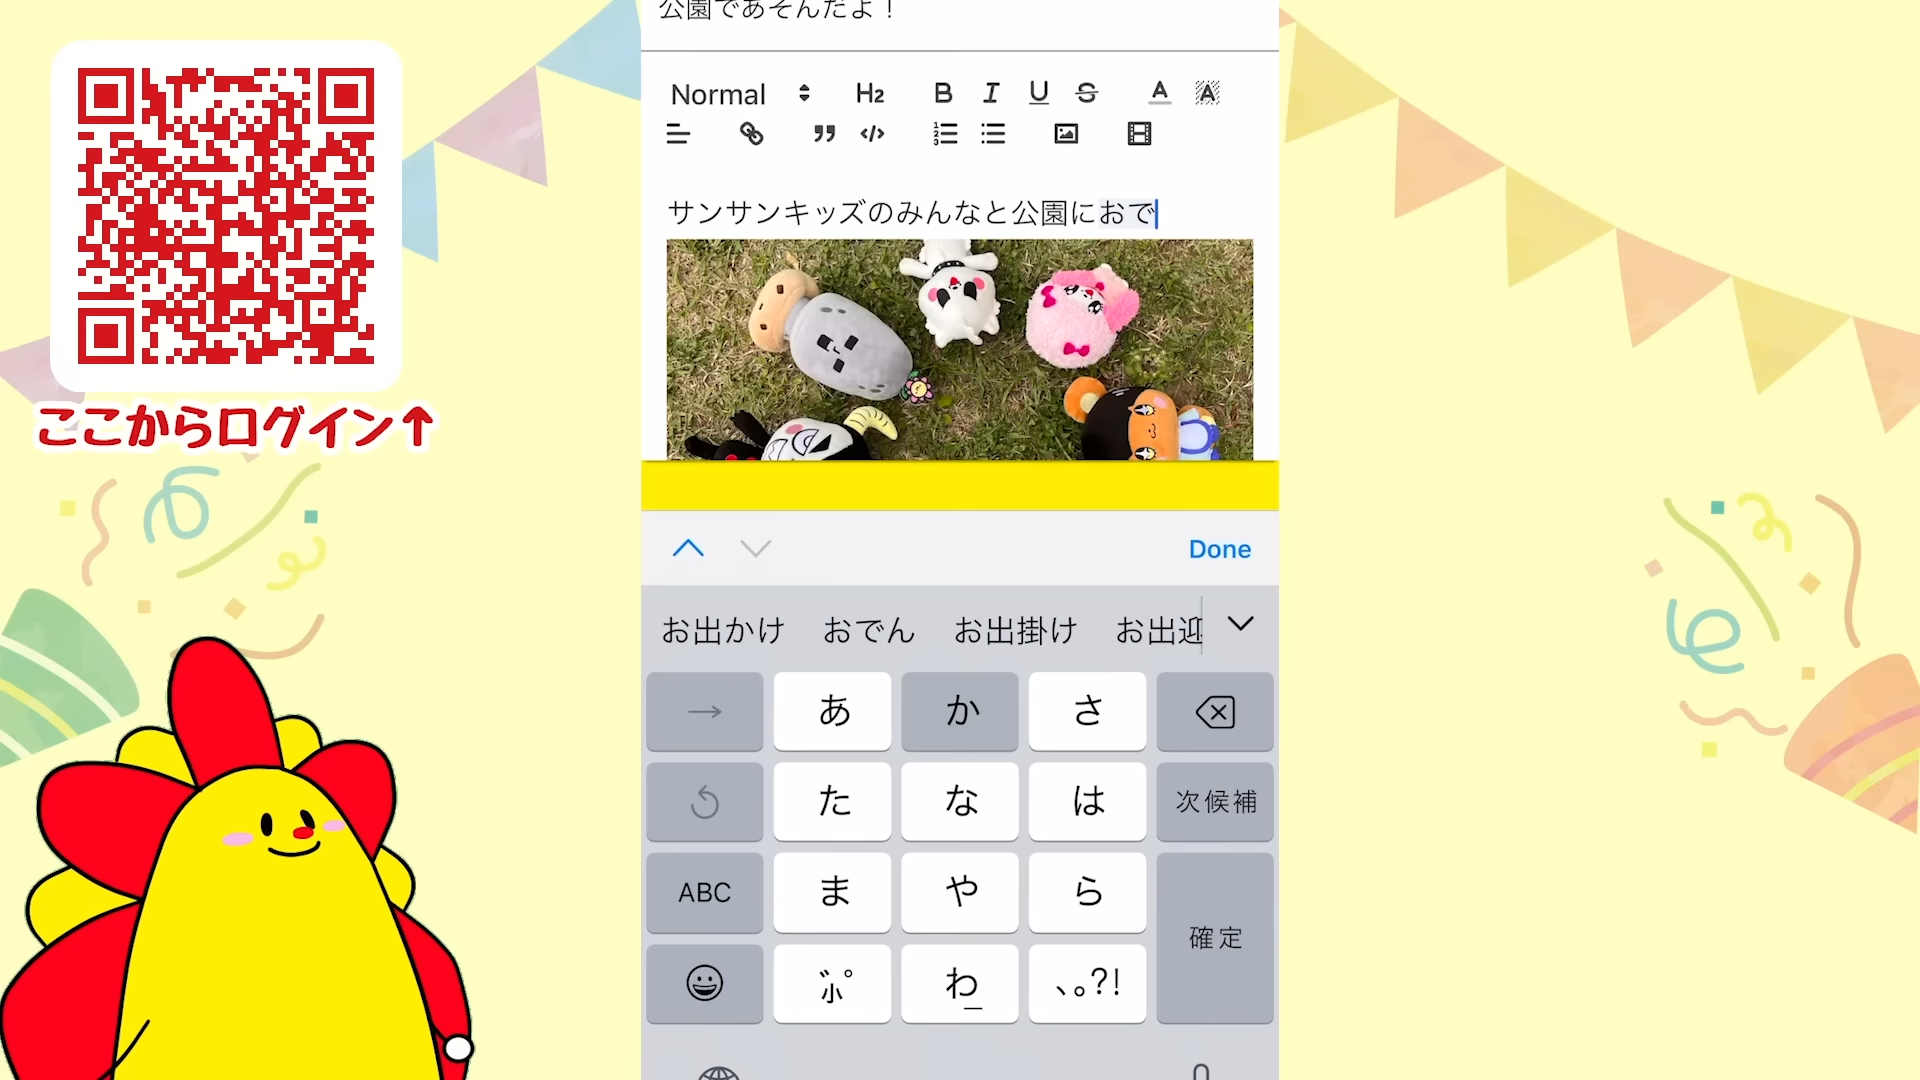 公園であそんだよ！
Normal H2 B I U S A A
サンサンキッズのみんなと公園におで
ここからログイン↑
Done
お出かけ おでん お出掛け お出迎
→ あ か さ
た な は 次候補
ABC ま や ら 確定
゛゜小 わ_ 、。?!